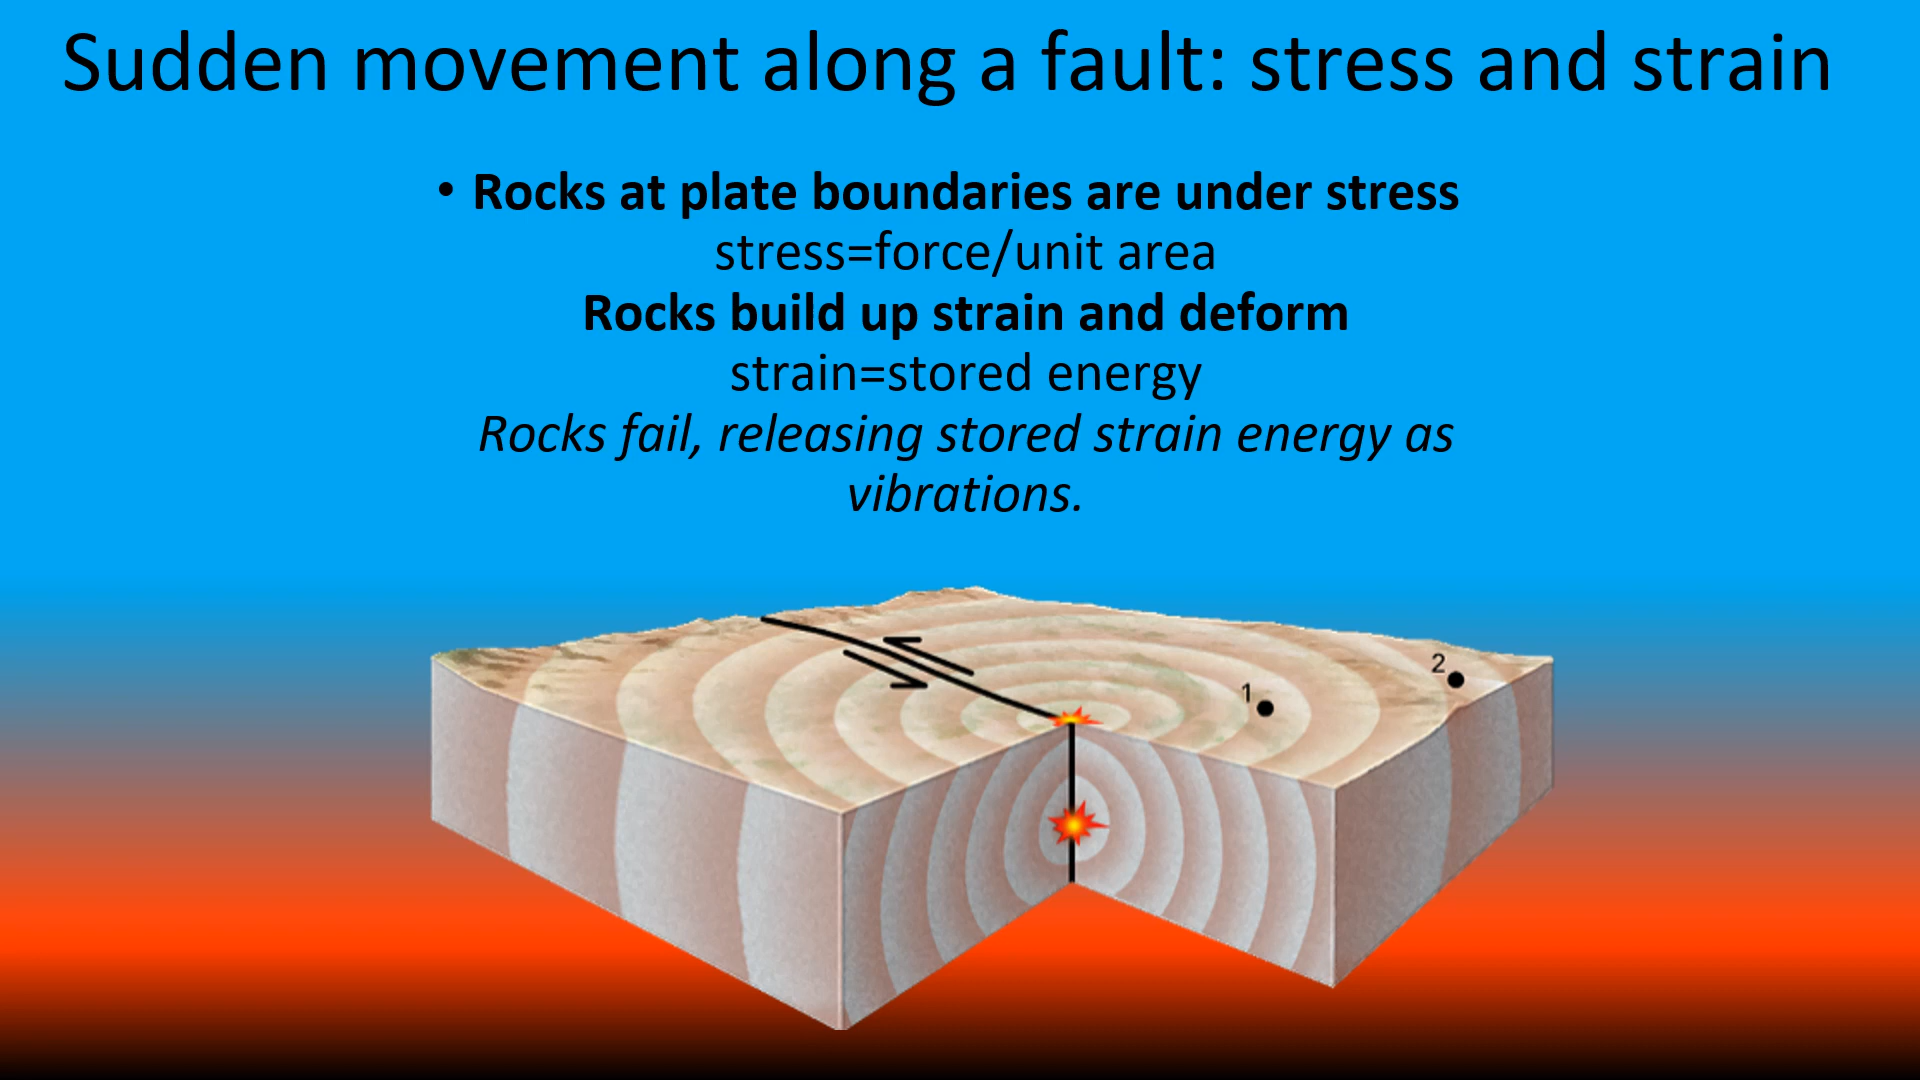 Sudden movement along a fault: stress and strain
• Rocks at plate boundaries are under stress
stress=force/unit area
Rocks build up strain and deform
strain=stored energy
Rocks fail, releasing stored strain energy as
vibrations.
2
1